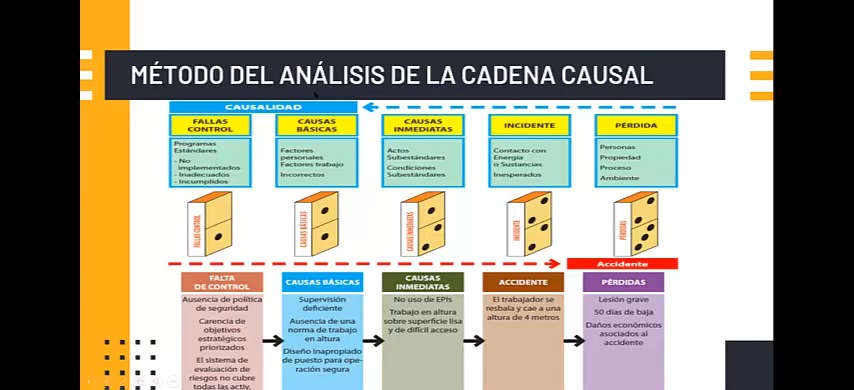 MÉTODO DEL ANÁLISIS DE LA CADENA CAUSAL
CAUSALIDAD
FALLAS
CONTROL
Programas
Estándares
- No
implementados
- Inadecuados
- Incumplidos
CAUSAS
BÁSICAS
Factores
personales
Factores trabajo
Incorrectos
CAUSAS
INMEDIATAS
Actos
Subestándares
Condiciones
Subestándares
INCIDENTE
Contacto con
Energía
o Sustancias
Inesperados
PÉRDIDA
Personas
Propiedad
Proceso
Ambiente
FALLAS CONTROL
CAUSAS BÁSICAS
CAUSAS INMEDIATAS
INCIDENTE
PÉRDIDAS
Accidente
FALTA
DE CONTROL
Ausencia de política
de seguridad
Carencia de
objetivos
estratégicos
priorizados
El sistema de
evaluación de
riesgos no cubre
todas las activ.
CAUSAS BÁSICAS
Supervisión
deficiente
Ausencia de una
norma de trabajo
en altura
Diseño inapropiado
de puesto para ope-
ración segura
CAUSAS
INMEDIATAS
No uso de EPIs
Trabajo en altura
sobre superficie lisa
y de difícil acceso
ACCIDENTE
El trabajador se
resbala y cae a una
altura de 4 metros
PÉRDIDAS
Lesión grave
50 días de baja
Daños económicos
asociados al
accidente